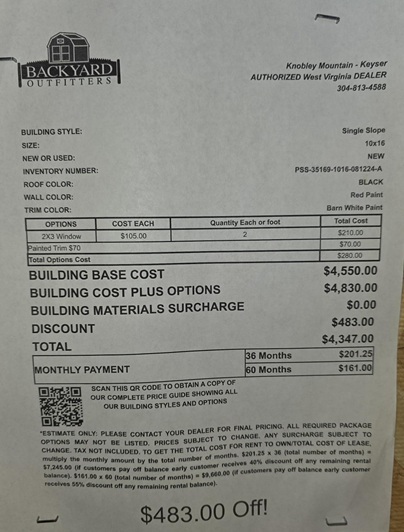 BACKYARD
OUTFITTERS
Knobley Mountain - Keyser
AUTHORIZED West Virginia DEALER
304-813-4588
BUILDING STYLE: Single Slope
SIZE: 10x16
NEW OR USED: NEW
INVENTORY NUMBER: PSS-35169-1016-081224-A
ROOF COLOR: BLACK
WALL COLOR: Red Paint
TRIM COLOR: Barn White Paint
OPTIONS COST EACH Quantity Each or foot Total Cost
2X3 Window $105.00 2 $210.00
Painted Trim $70 $70.00
Total Options Cost $280.00
BUILDING BASE COST $4,550.00
BUILDING COST PLUS OPTIONS $4,830.00
BUILDING MATERIALS SURCHARGE $0.00
DISCOUNT $483.00
TOTAL $4,347.00
MONTHLY PAYMENT 36 Months $201.25
60 Months $161.00
SCAN THIS QR CODE TO OBTAIN A COPY OF
OUR COMPLETE PRICE GUIDE SHOWING ALL
OUR BUILDING STYLES AND OPTIONS
*ESTIMATE ONLY: PLEASE CONTACT YOUR DEALER FOR FINAL PRICING. ALL REQUIRED PACKAGE
OPTIONS MAY NOT BE LISTED. PRICES SUBJECT TO CHANGE. ANY SURCHARGE SUBJECT TO
CHANGE. TAX NOT INCLUDED. TO GET THE TOTAL COST FOR RENT TO OWN/TOTAL COST OF LEASE,
multiply the monthly amount by the total number of months. $201.25 x 36 (total number of months) =
$7,245.00 (if customers pay off balance early customer receives 40% discount off any remaining rental
balance). $161.00 x 60 (total number of months) = $9,660.00 (if customers pay balance early customer
receives 55% discount off any remaining rental balance).
$483.00 Off!